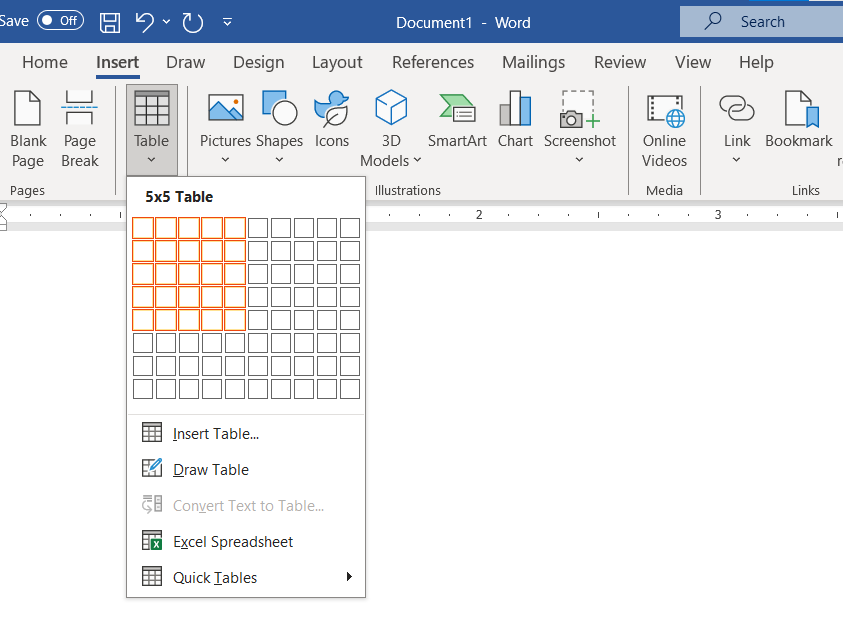 Save Off Document1 - Word Search
Home Insert Draw Design Layout References Mailings Review View Help
Blank Page
Page Break
Table
Pictures
Shapes
Icons
3D Models
SmartArt
Chart
Screenshot
Online Videos
Link
Bookmark
Pages
Illustrations
Media
Links
2 3
5x5 Table
Insert Table...
Draw Table
Convert Text to Table...
Excel Spreadsheet
Quick Tables